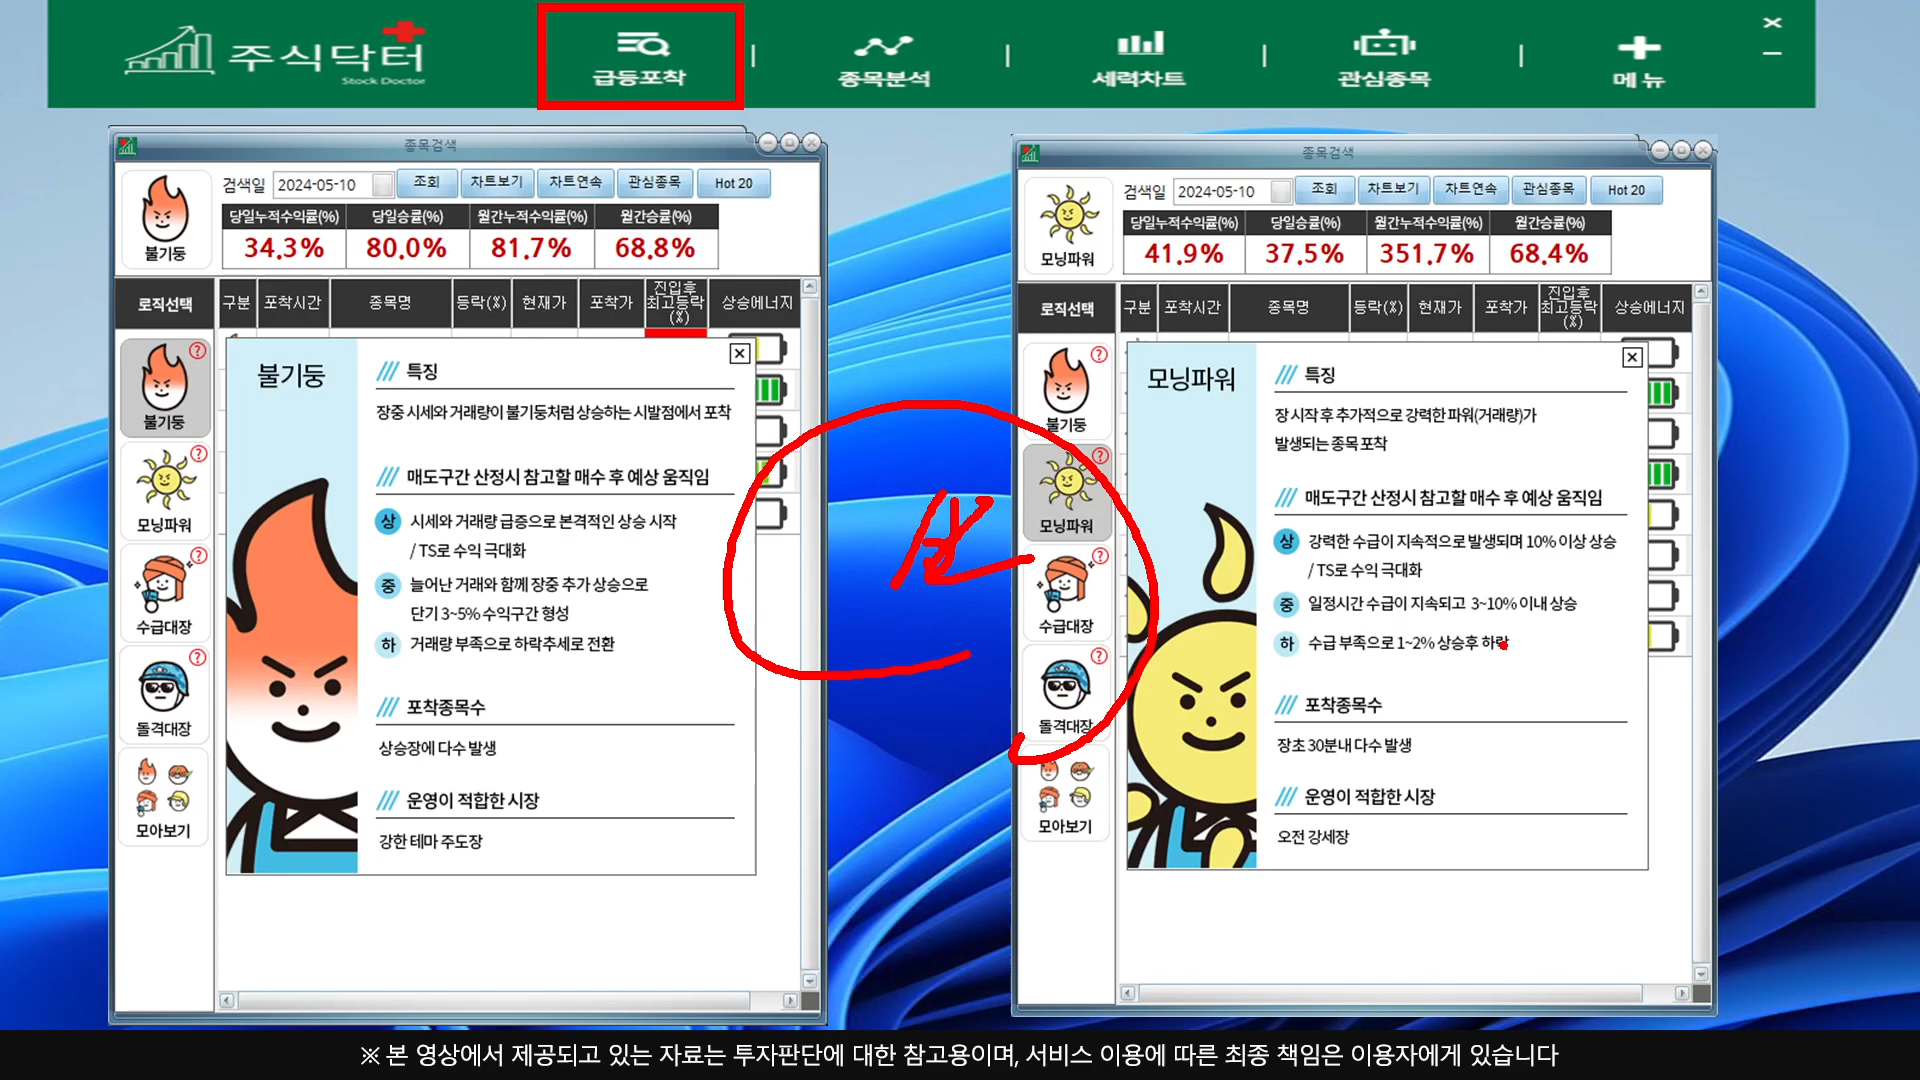 주식닥터
Stock Doctor
급등포착
종목분석
세력차트
관심종목
메뉴
종목검색
불기둥
검색일 2024-05-10 조회 차트보기 차트연속 관심종목 Hot 20
당일누적수익률(%) 당일승률(%) 월간누적수익률(%) 월간승률(%)
34.3% 80.0% 81.7% 68.8%
로직선택 구분 포착시간 종목명 등락(%) 현재가 포착가 진입후 최고등락 (%) 상승에너지
불기둥
모닝파워
수급대장
돌격대장
모아보기
불기둥
/// 특징
장중 시세와 거래량이 불기둥처럼 상승하는 시발점에서 포착
/// 매도구간 산정시 참고할 매수 후 예상 움직임
상 시세와 거래량 급증으로 본격적인 상승 시작
/ TS로 수익 극대화
중 늘어난 거래와 함께 장중 추가 상승으로
단기 3~5% 수익구간 형성
하 거래량 부족으로 하락추세로 전환
/// 포착종목수
상승장에 다수 발생
/// 운영이 적합한 시장
강한 테마 주도장
종목검색
모닝파워
검색일 2024-05-10 조회 차트보기 차트연속 관심종목 Hot 20
당일누적수익률(%) 당일승률(%) 월간누적수익률(%) 월간승률(%)
41.9% 37.5% 351.7% 68.4%
로직선택 구분 포착시간 종목명 등락(%) 현재가 포착가 진입후 최고등락 (%) 상승에너지
불기둥
모닝파워
수급대장
돌격대장
모아보기
모닝파워
/// 특징
장 시작 후 추가적으로 강력한 파워(거래량)가
발생되는 종목 포착
/// 매도구간 산정시 참고할 매수 후 예상 움직임
상 강력한 수급이 지속적으로 발생되며 10% 이상 상승
/ TS로 수익 극대화
중 일정시간 수급이 지속되고 3~10% 이내 상승
하 수급 부족으로 1~2% 상승후 하락
/// 포착종목수
장초 30분내 다수 발생
/// 운영이 적합한 시장
오전 강세장
※ 본 영상에서 제공되고 있는 자료는 투자판단에 대한 참고용이며, 서비스 이용에 따른 최종 책임은 이용자에게 있습니다